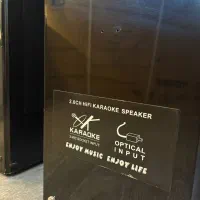 2.0CH HIFI KARAOKE SPEAKER
KARAOKE
OPTICAL
INPUT
ENJOY MUSIC ENJOY LIFE